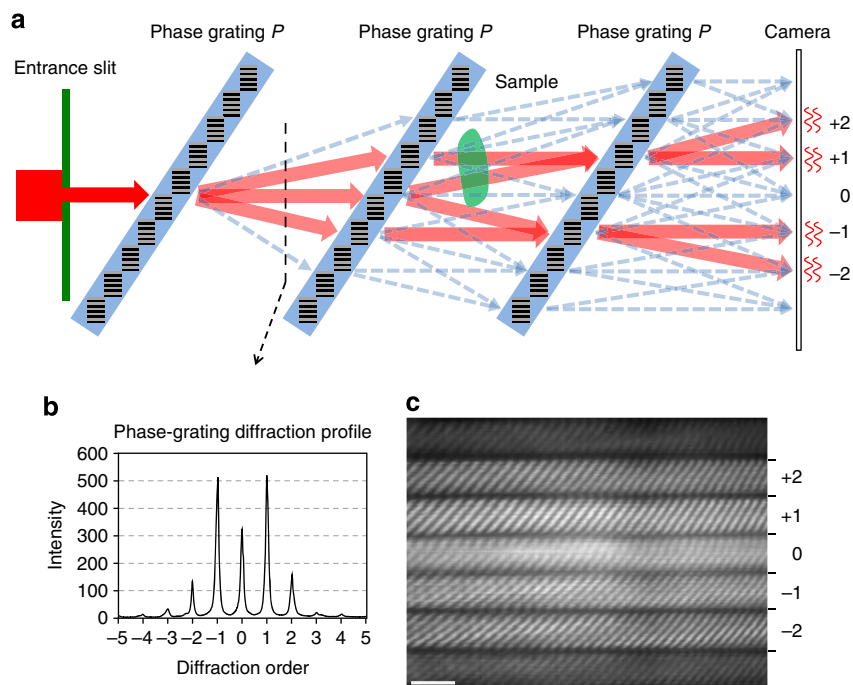 a
Phase grating P
Phase grating P
Phase grating P
Camera
Entrance slit
Sample
+2
+1
0
−1
−2
b
Phase-grating diffraction profile
600
500
400
300
200
100
0
Intensity
−5 −4 −3 −2 −1 0 1 2 3 4 5
Diffraction order
c
+2
+1
0
−1
−2